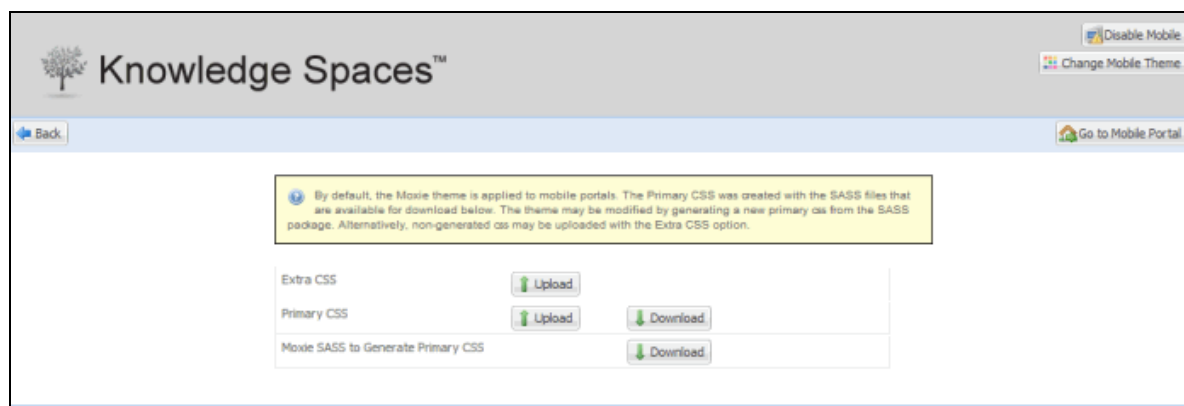 Disable Mobile
Knowledge Spaces™
Change Mobile Theme
Back
Go to Mobile Portal
By default, the Moxie theme is applied to mobile portals. The Primary CSS was created with the SASS files that
are available for download below. The theme may be modified by generating a new primary css from the SASS
package. Alternatively, non-generated css may be uploaded with the Extra CSS option.
Extra CSS Upload
Primary CSS Upload Download
Moxie SASS to Generate Primary CSS Download